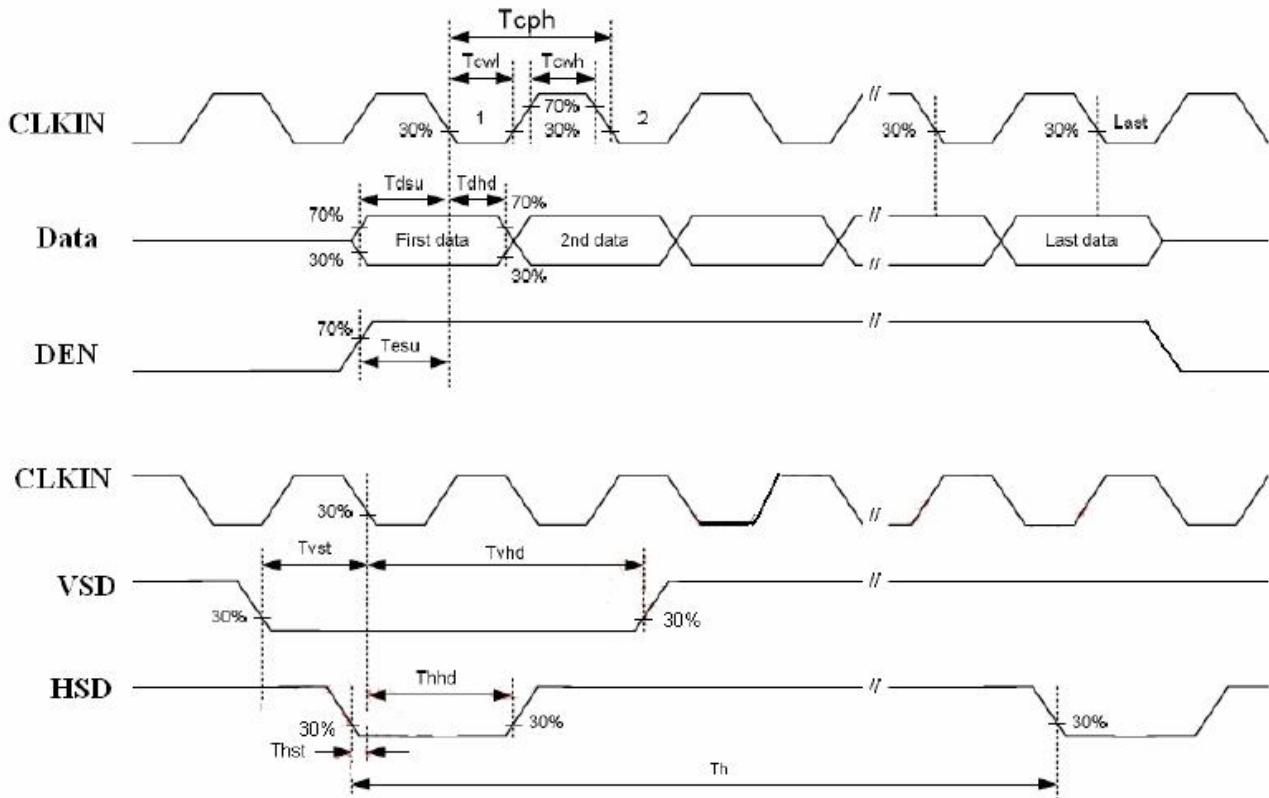 Tcph
Tcwl Tcwh
CLKIN 30% 1 70% 30% 2 // 30% 30% Last
Tdsu Tdhd
70% 70%
Data First data 2nd data // Last data
30% 30%
70%
DEN Tesu //
CLKIN 30% //
Tvst Tvhd
VSD 30% 30% //
HSD Thhd //
30% 30% 30%
Thst
Th